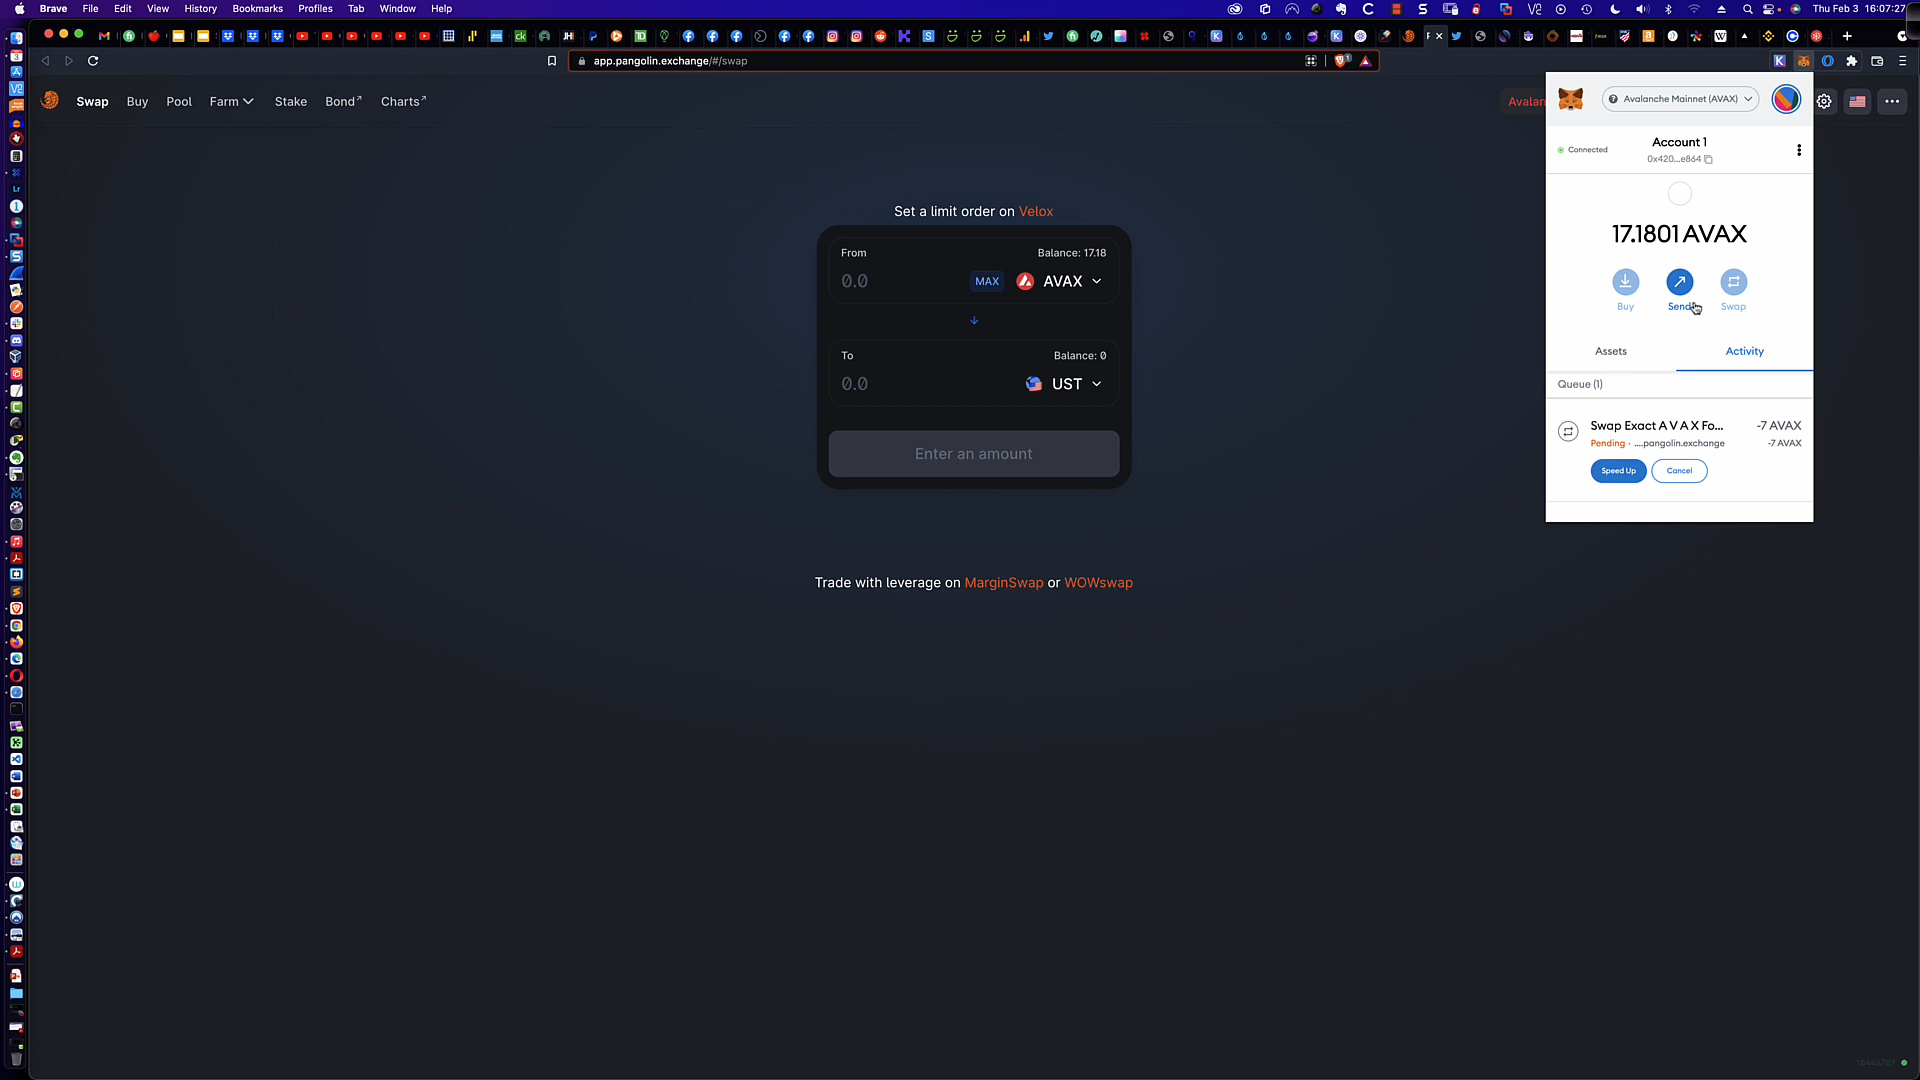 Brave File Edit View History Bookmarks Profiles Tab Window Help
Thu Feb 3 16:07:27
app.pangolin.exchange/#/swap
Swap Buy Pool Farm Stake Bond↗ Charts↗
Avalan
Set a limit order on Velox
From Balance: 17.18
0.0 MAX AVAX
To Balance: 0
0.0 UST
Enter an amount
Trade with leverage on MarginSwap or WOWswap
Avalanche Mainnet (AVAX)
Connected
Account 1
0x420...e864
17.1801 AVAX
Buy Send Swap
Assets Activity
Queue (1)
Swap Exact A V A X Fo... -7 AVAX
Pending · ....pangolin.exchange -7 AVAX
Speed Up Cancel